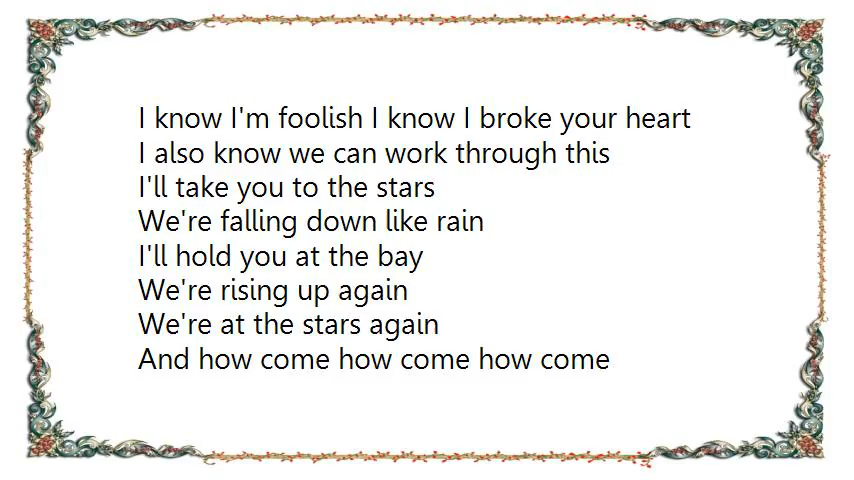 I know I'm foolish I know I broke your heart
I also know we can work through this
I'll take you to the stars
We're falling down like rain
I'll hold you at the bay
We're rising up again
We're at the stars again
And how come how come how come